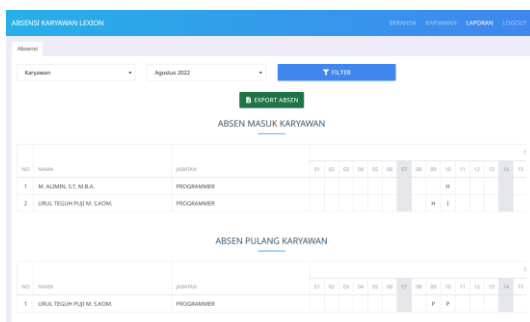 ABSENSI KARYAWAN LEXION BERANDA KARYAWAN LAPORAN LOGOUT
Absensi
Karyawan Agustus 2022 FILTER
EXPORT ABSEN
ABSEN MASUK KARYAWAN
T
NO NAMA JABATAN 01 02 03 04 05 06 07 08 09 10 11 12 13 14 15
1 M. ALIMIN, S.T, M.B.A. PROGRAMMER H
2 URUL TEGUH PUJI M. S.KOM. PROGRAMMER H I
ABSEN PULANG KARYAWAN
T
NO NAMA JABATAN 01 02 03 04 05 06 07 08 09 10 11 12 13 14 15
1 URUL TEGUH PUJI M. S.KOM. PROGRAMMER P P